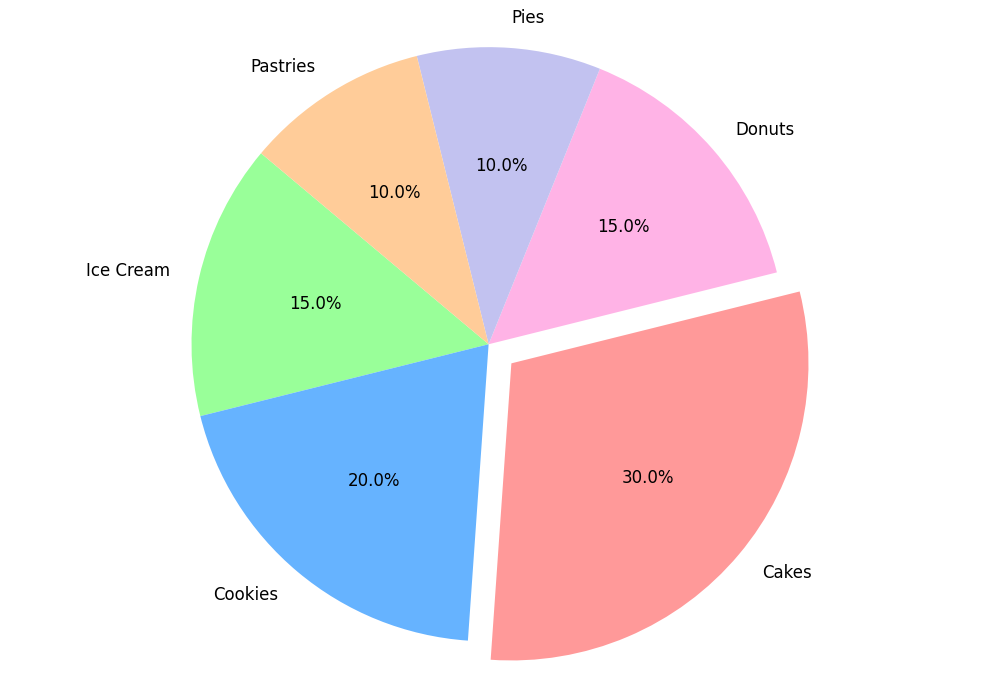 Pies
Pastries
Donuts
10.0%
10.0%
15.0%
Ice Cream
15.0%
20.0%
30.0%
Cookies
Cakes